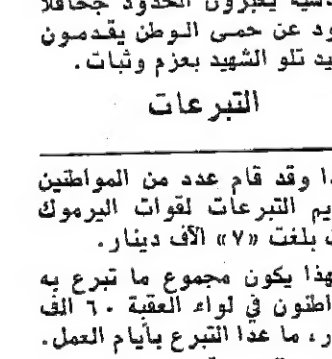 يعبرون الحدود جحافلا
ود عن حمى الوطن يقدمون
يد تلو الشهيد بعزم وثبات.
التبرعات
ذا وقد قام عدد من المواطنين
يم التبرعات لقوات اليرموك
بلغت «٧» الآف دينار.
هذا يكون مجموع ما تبرع به
اطنون في لواء العقبة ٦٠ الف
ر، ما عدا التبرع بأيام العمل.